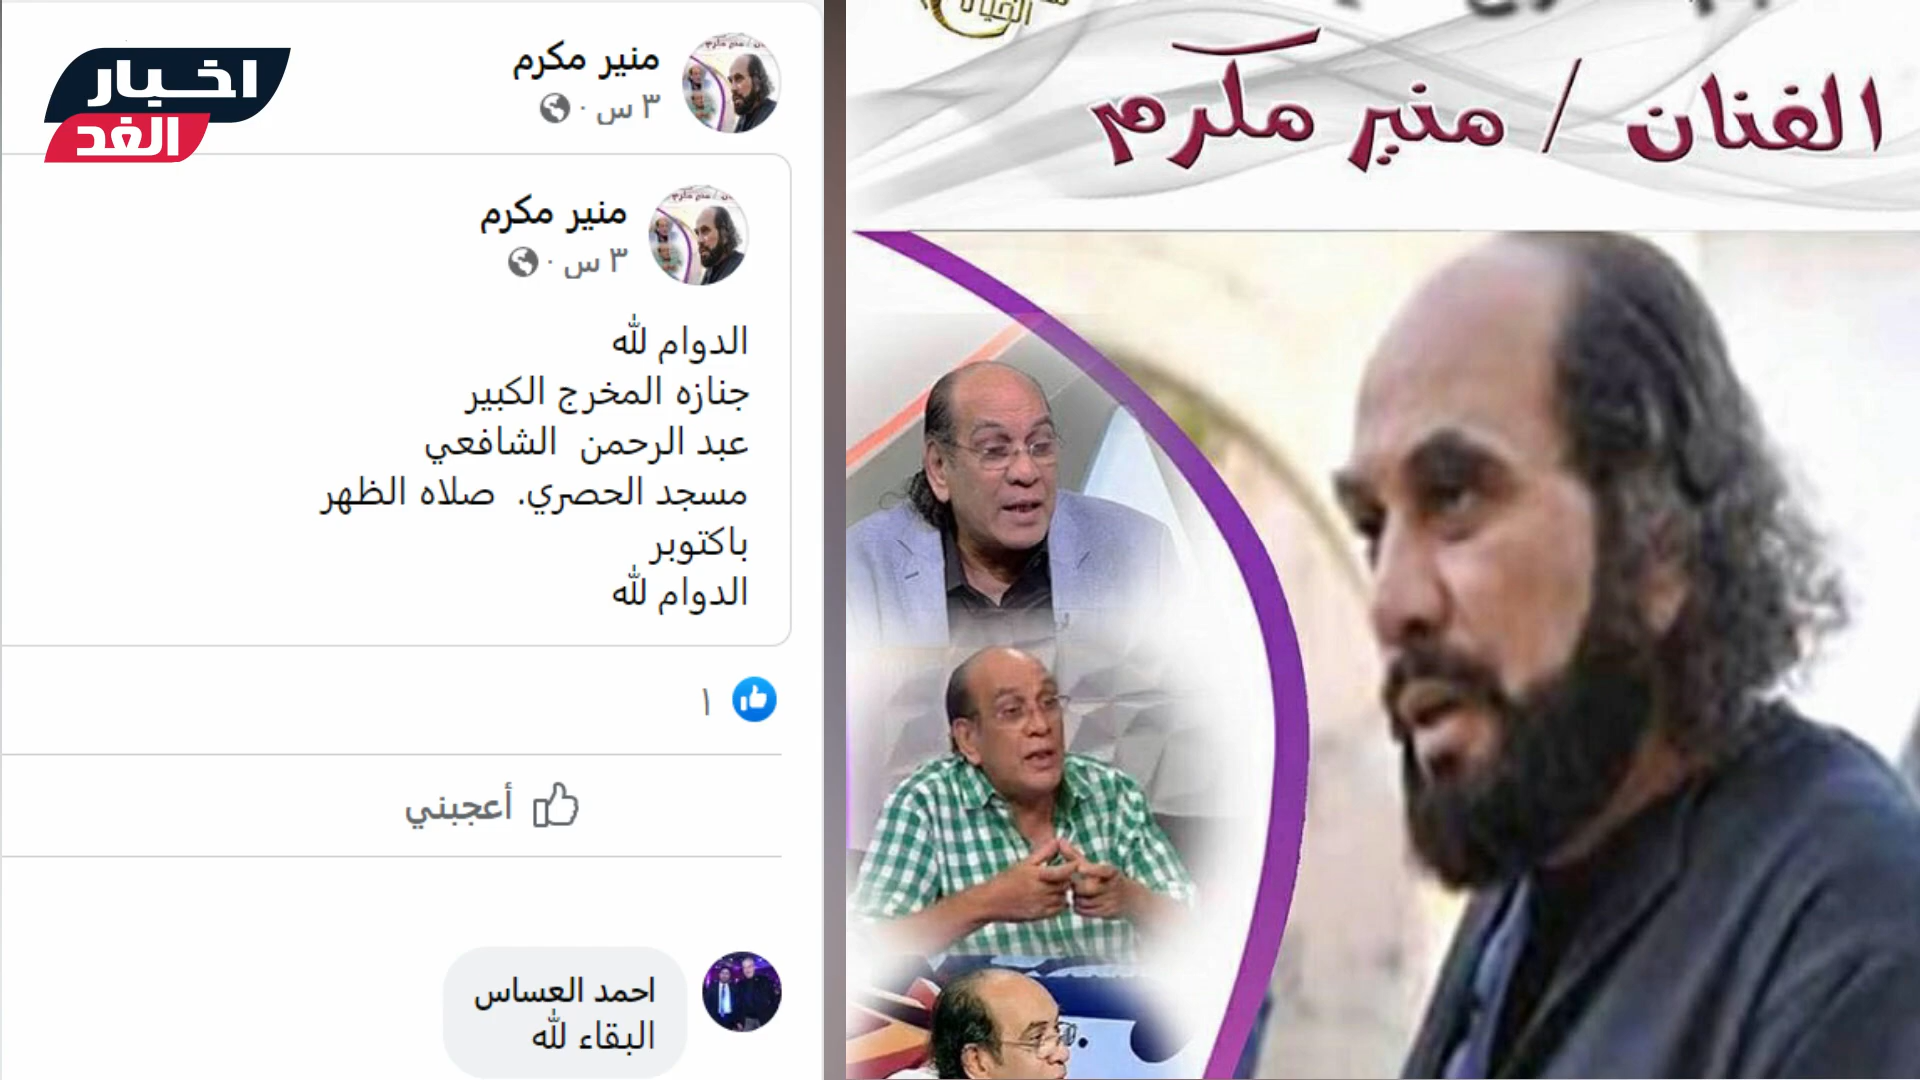 اخبار
الغد
منير مكرم
٣ س ·
منير مكرم
٣ س ·
الدوام لله
جنازه المخرج الكبير
عبد الرحمن الشافعي
مسجد الحصري. صلاه الظهر
باكتوبر
الدوام لله
١
أعجبني
احمد العساس
البقاء لله
الفنان / منير مكرم